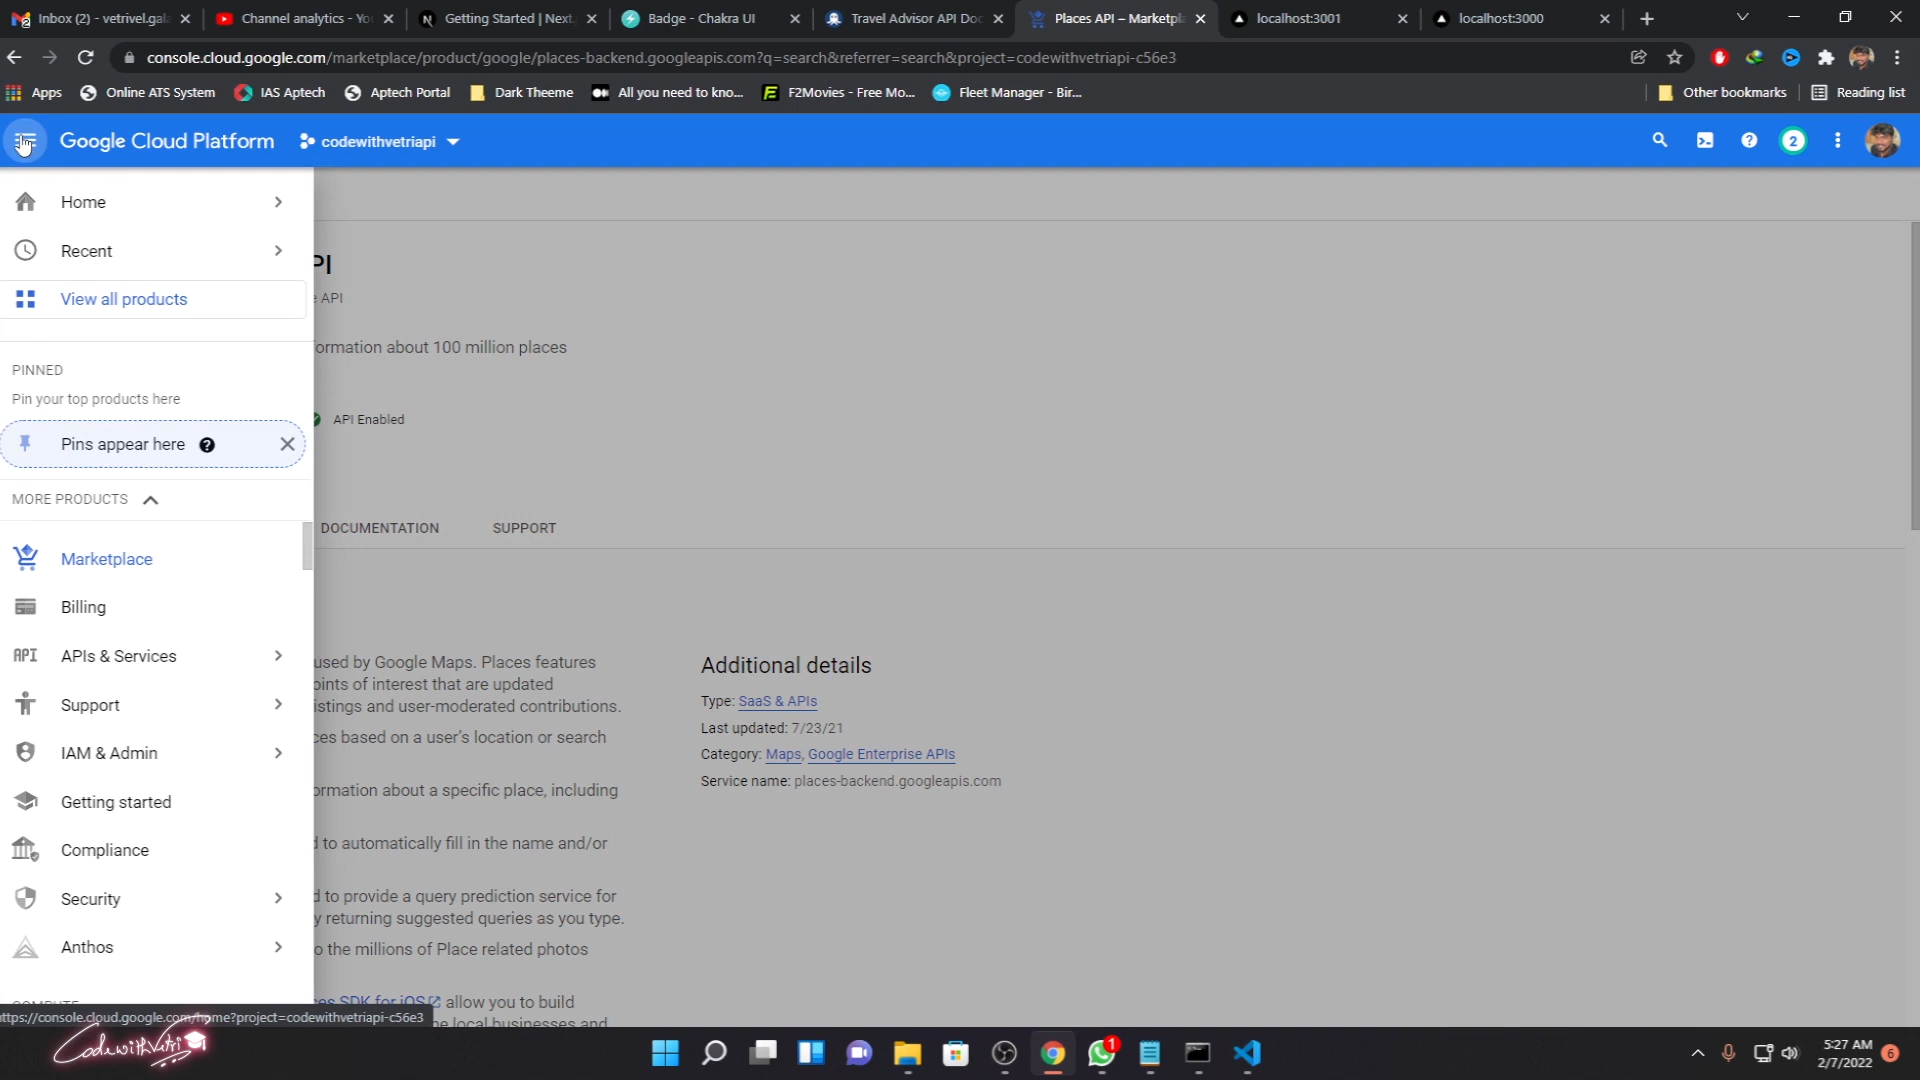 Inbox (2) - vetrivel.gal
Channel analytics - Yo
Getting Started | Next.
Badge - Chakra UI
Travel Advisor API Doc
Places API – Marketpl
localhost:3001
localhost:3000
console.cloud.google.com/marketplace/product/google/places-backend.googleapis.com?q=search&referrer=search&project=codewithvetriapi-c56e3
Apps
Online ATS System
IAS Aptech
Aptech Portal
Dark Theeme
All you need to kno...
F2Movies - Free Mo...
Fleet Manager - Bir...
Other bookmarks
Reading list
Google Cloud Platform
codewithvetriapi
2
Home
Recent
View all products
PINNED
Pin your top products here
Pins appear here
MORE PRODUCTS
Marketplace
Billing
API APIs & Services
Support
IAM & Admin
Getting started
Compliance
Security
Anthos
PI
API
ormation about 100 million places
API Enabled
DOCUMENTATION
SUPPORT
used by Google Maps. Places features
oints of interest that are updated
istings and user-moderated contributions.
ces based on a user's location or search
ormation about a specific place, including
d to automatically fill in the name and/or
d to provide a query prediction service for
y returning suggested queries as you type.
o the millions of Place related photos
ces SDK for iOS allow you to build
he local businesses and
Additional details
Type: SaaS & APIs
Last updated: 7/23/21
Category: Maps, Google Enterprise APIs
Service name: places-backend.googleapis.com
ttps://console.cloud.google.com/home?project=codewithvetriapi-c56e3
CodewithVetri
1
5:27 AM
2/7/2022
6